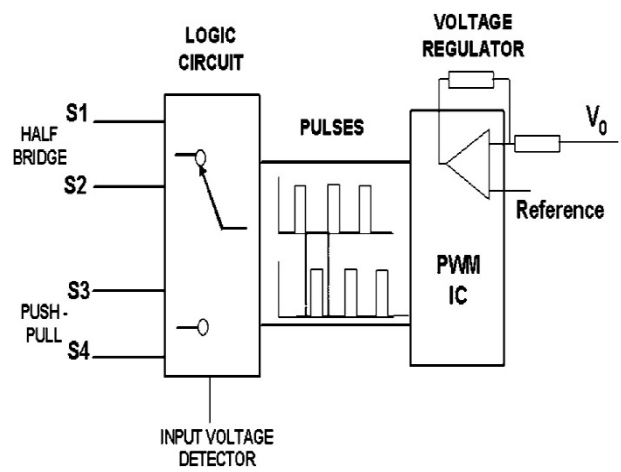 VOLTAGE
REGULATOR
LOGIC
CIRCUIT
S1
HALF
BRIDGE
S2
S3
PUSH -
PULL
S4
PULSES
V0
Reference
PWM
IC
INPUT VOLTAGE
DETECTOR